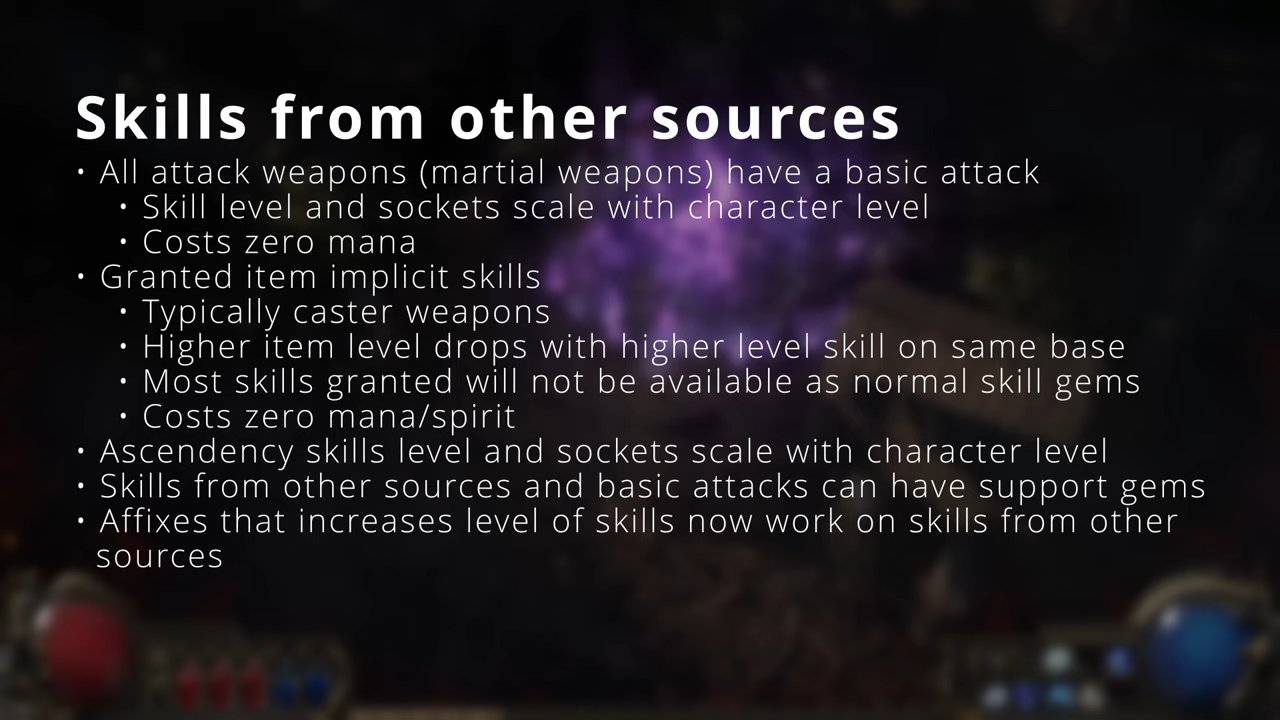 Skills from other sources
• All attack weapons (martial weapons) have a basic attack
• Skill level and sockets scale with character level
• Costs zero mana
• Granted item implicit skills
• Typically caster weapons
• Higher item level drops with higher level skill on same base
• Most skills granted will not be available as normal skill gems
• Costs zero mana/spirit
• Ascendency skills level and sockets scale with character level
• Skills from other sources and basic attacks can have support gems
• Affixes that increases level of skills now work on skills from other
sources